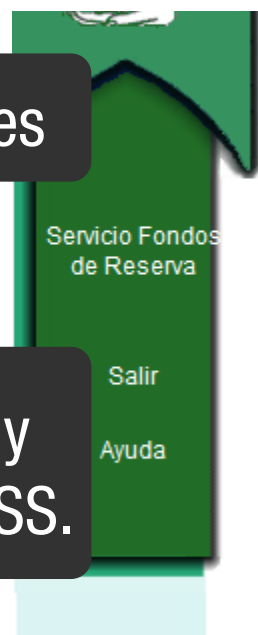 es
Servicio Fondos
de Reserva
Salir
y
Ayuda
SS.